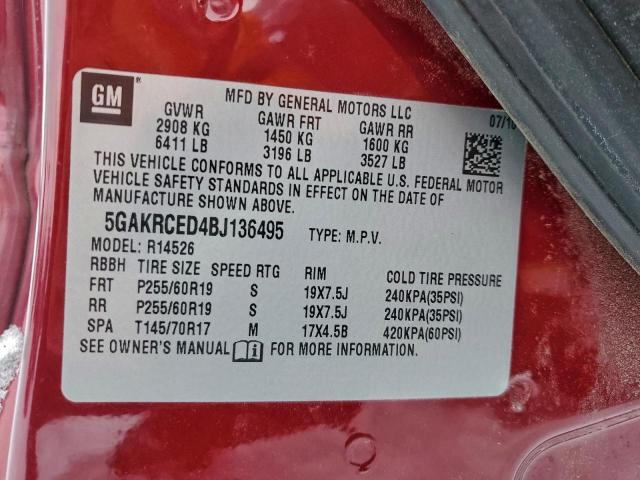 GM
MFD BY GENERAL MOTORS LLC
07/10
GVWR GAWR FRT GAWR RR
2908 KG 1450 KG 1600 KG
6411 LB 3196 LB 3527 LB
THIS VEHICLE CONFORMS TO ALL APPLICABLE U.S. FEDERAL MOTOR
VEHICLE SAFETY STANDARDS IN EFFECT ON THE DATE OF
MANUFACTURE SHOWN ABOVE.
5GAKRCED4BJ136495 TYPE: M.P.V.
MODEL: R14526
RBBH TIRE SIZE SPEED RTG RIM COLD TIRE PRESSURE
FRT P255/60R19 S 19X7.5J 240KPA(35PSI)
RR P255/60R19 S 19X7.5J 240KPA(35PSI)
SPA T145/70R17 M 17X4.5B 420KPA(60PSI)
SEE OWNER'S MANUAL i FOR MORE INFORMATION.